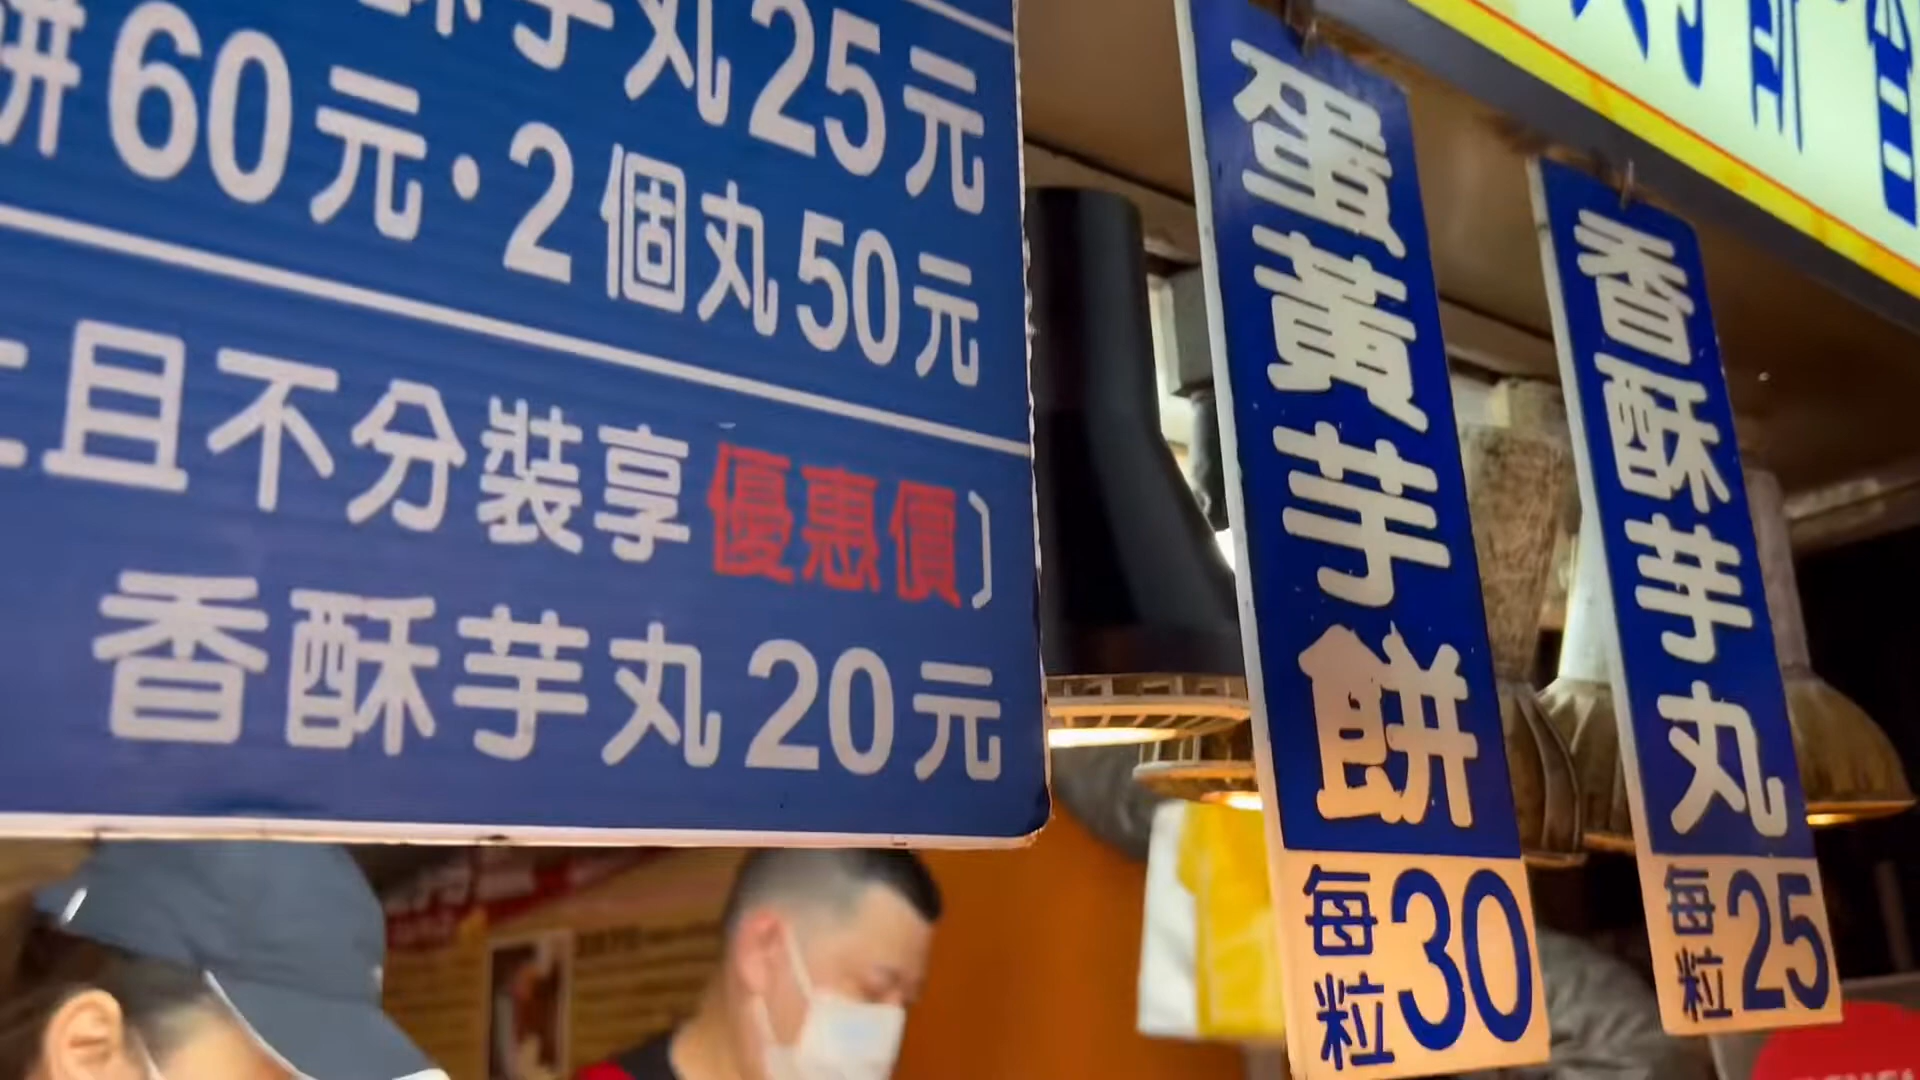 酥芋丸25元
餅60元·2個丸50元
上且不分裝享優惠價〕
香酥芋丸20元
蛋黃芋餅
每粒30
香酥芋丸
每粒25